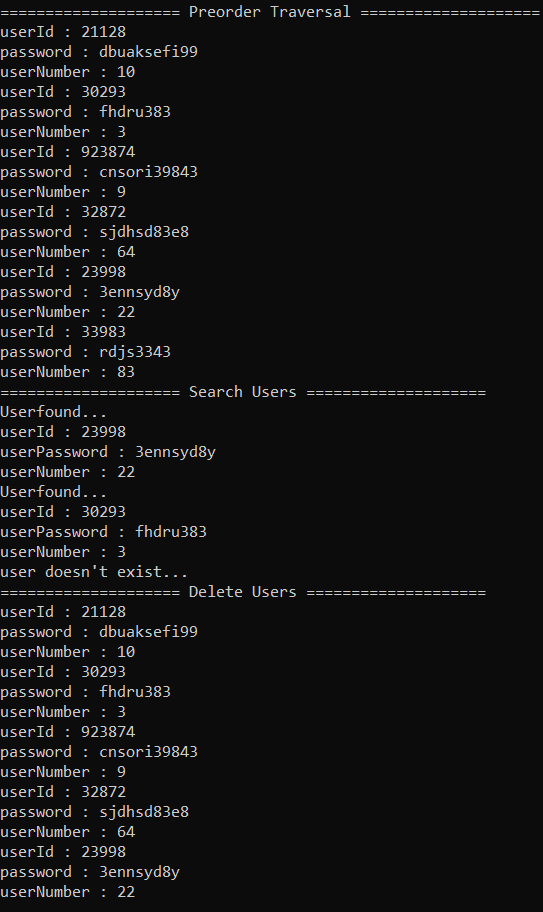 ==================== Preorder Traversal ====================
userId : 21128
password : dbuaksefi99
userNumber : 10
userId : 30293
password : fhdru383
userNumber : 3
userId : 923874
password : cnsori39843
userNumber : 9
userId : 32872
password : sjdhsd83e8
userNumber : 64
userId : 23998
password : 3ennsyd8y
userNumber : 22
userId : 33983
password : rdjs3343
userNumber : 83
==================== Search Users ====================
Userfound...
userId : 23998
userPassword : 3ennsyd8y
userNumber : 22
Userfound...
userId : 30293
userPassword : fhdru383
userNumber : 3
user doesn't exist...
==================== Delete Users ====================
userId : 21128
password : dbuaksefi99
userNumber : 10
userId : 30293
password : fhdru383
userNumber : 3
userId : 923874
password : cnsori39843
userNumber : 9
userId : 32872
password : sjdhsd83e8
userNumber : 64
userId : 23998
password : 3ennsyd8y
userNumber : 22